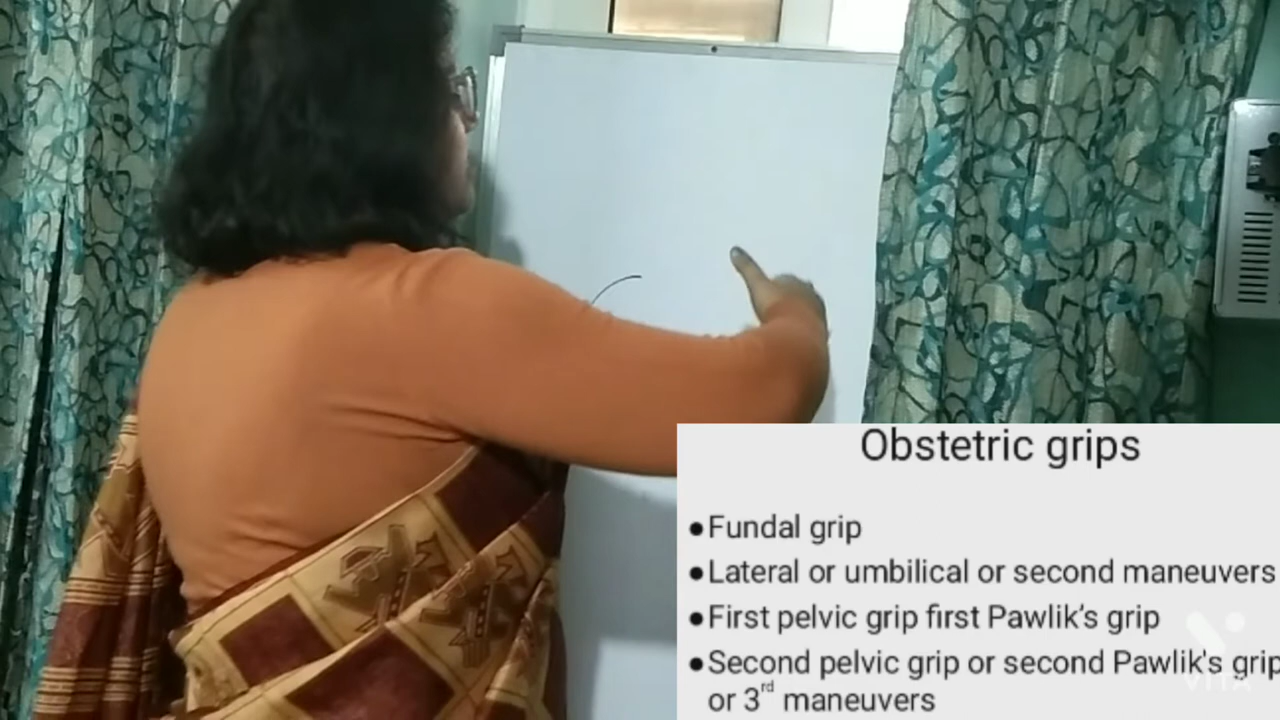 Obstetric grips
●Fundal grip
●Lateral or umbilical or second maneuvers
●First pelvic grip first Pawlik's grip
●Second pelvic grip or second Pawlik's grip
or 3rd maneuvers
VITA